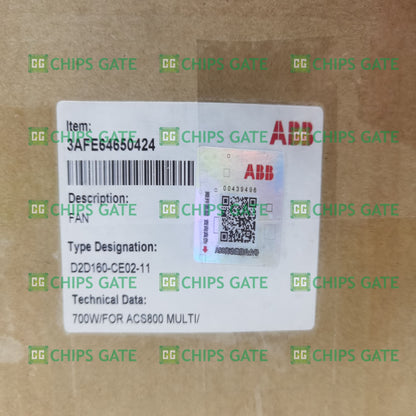 CHIPS GATE CHIPS GATE CHIPS GATE
Item:
ABB
3AFE64650424
CHIPS GATE CHIPS GATE CHIPS GATE
ABB
00439496
Description:
FAN
CHIPS GATE CHIPS GATE CHIPS GATE
Type Designation:
D2D160-CE02-11
CHIPS GATE CHIPS GATE CHIPS GATE
Technical Data:
700W/FOR ACS800 MULTI/
CHIPS GATE CHIPS GATE CHIPS GATE